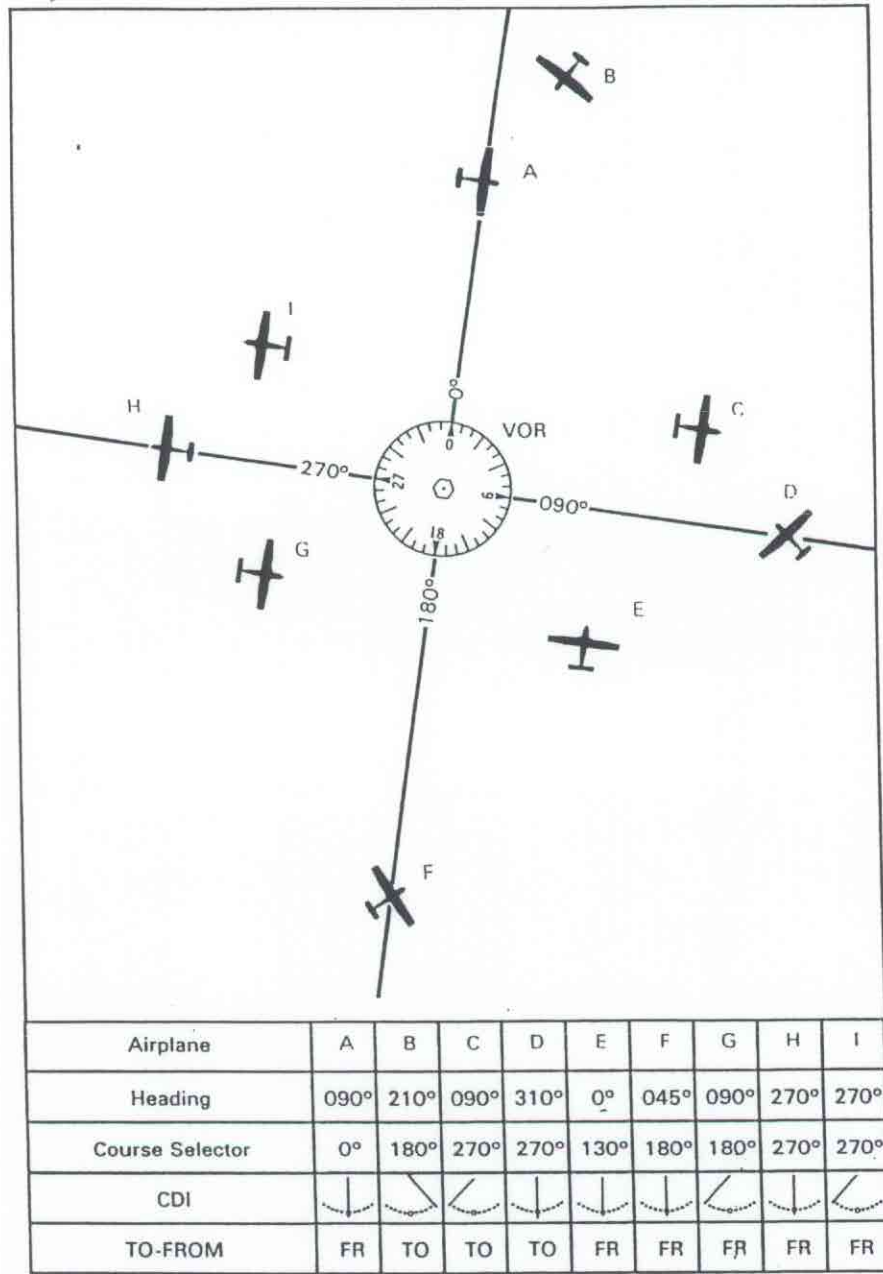 B
A
I
0°
H
C
0
VOR
270°
27
9
090°
D
18
G
180°
E
F
Airplane A B C D E F G H I
Heading 090° 210° 090° 310° 0° 045° 090° 270° 270°
Course Selector 0° 180° 270° 270° 130° 180° 180° 270° 270°
CDI
TO-FROM FR TO TO TO FR FR FR FR FR